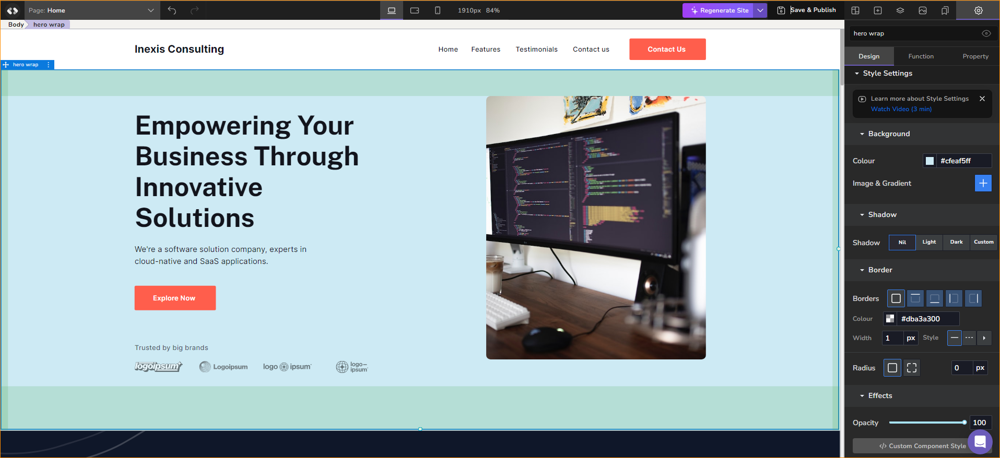 Page: Home
1910px 84%
Regenerate Site
Save & Publish
Body
hero wrap
Inexis Consulting
Home
Features
Testimonials
Contact us
Contact Us
hero wrap
Empowering Your
Business Through
Innovative
Solutions
We're a software solution company, experts in
cloud-native and SaaS applications.
Explore Now
Trusted by big brands
logoipsum
Logoipsum
logo ipsum
logo
ipsum
hero wrap
Design
Function
Property
Style Settings
Learn more about Style Settings
Watch Video (3 min)
Background
Colour #cfeaf5ff
Image & Gradient
Shadow
Shadow Nil Light Dark Custom
Border
Borders
Colour #dba3a300
Width 1 px Style
Radius 0 px
Effects
Opacity 100
</> Custom Component Style